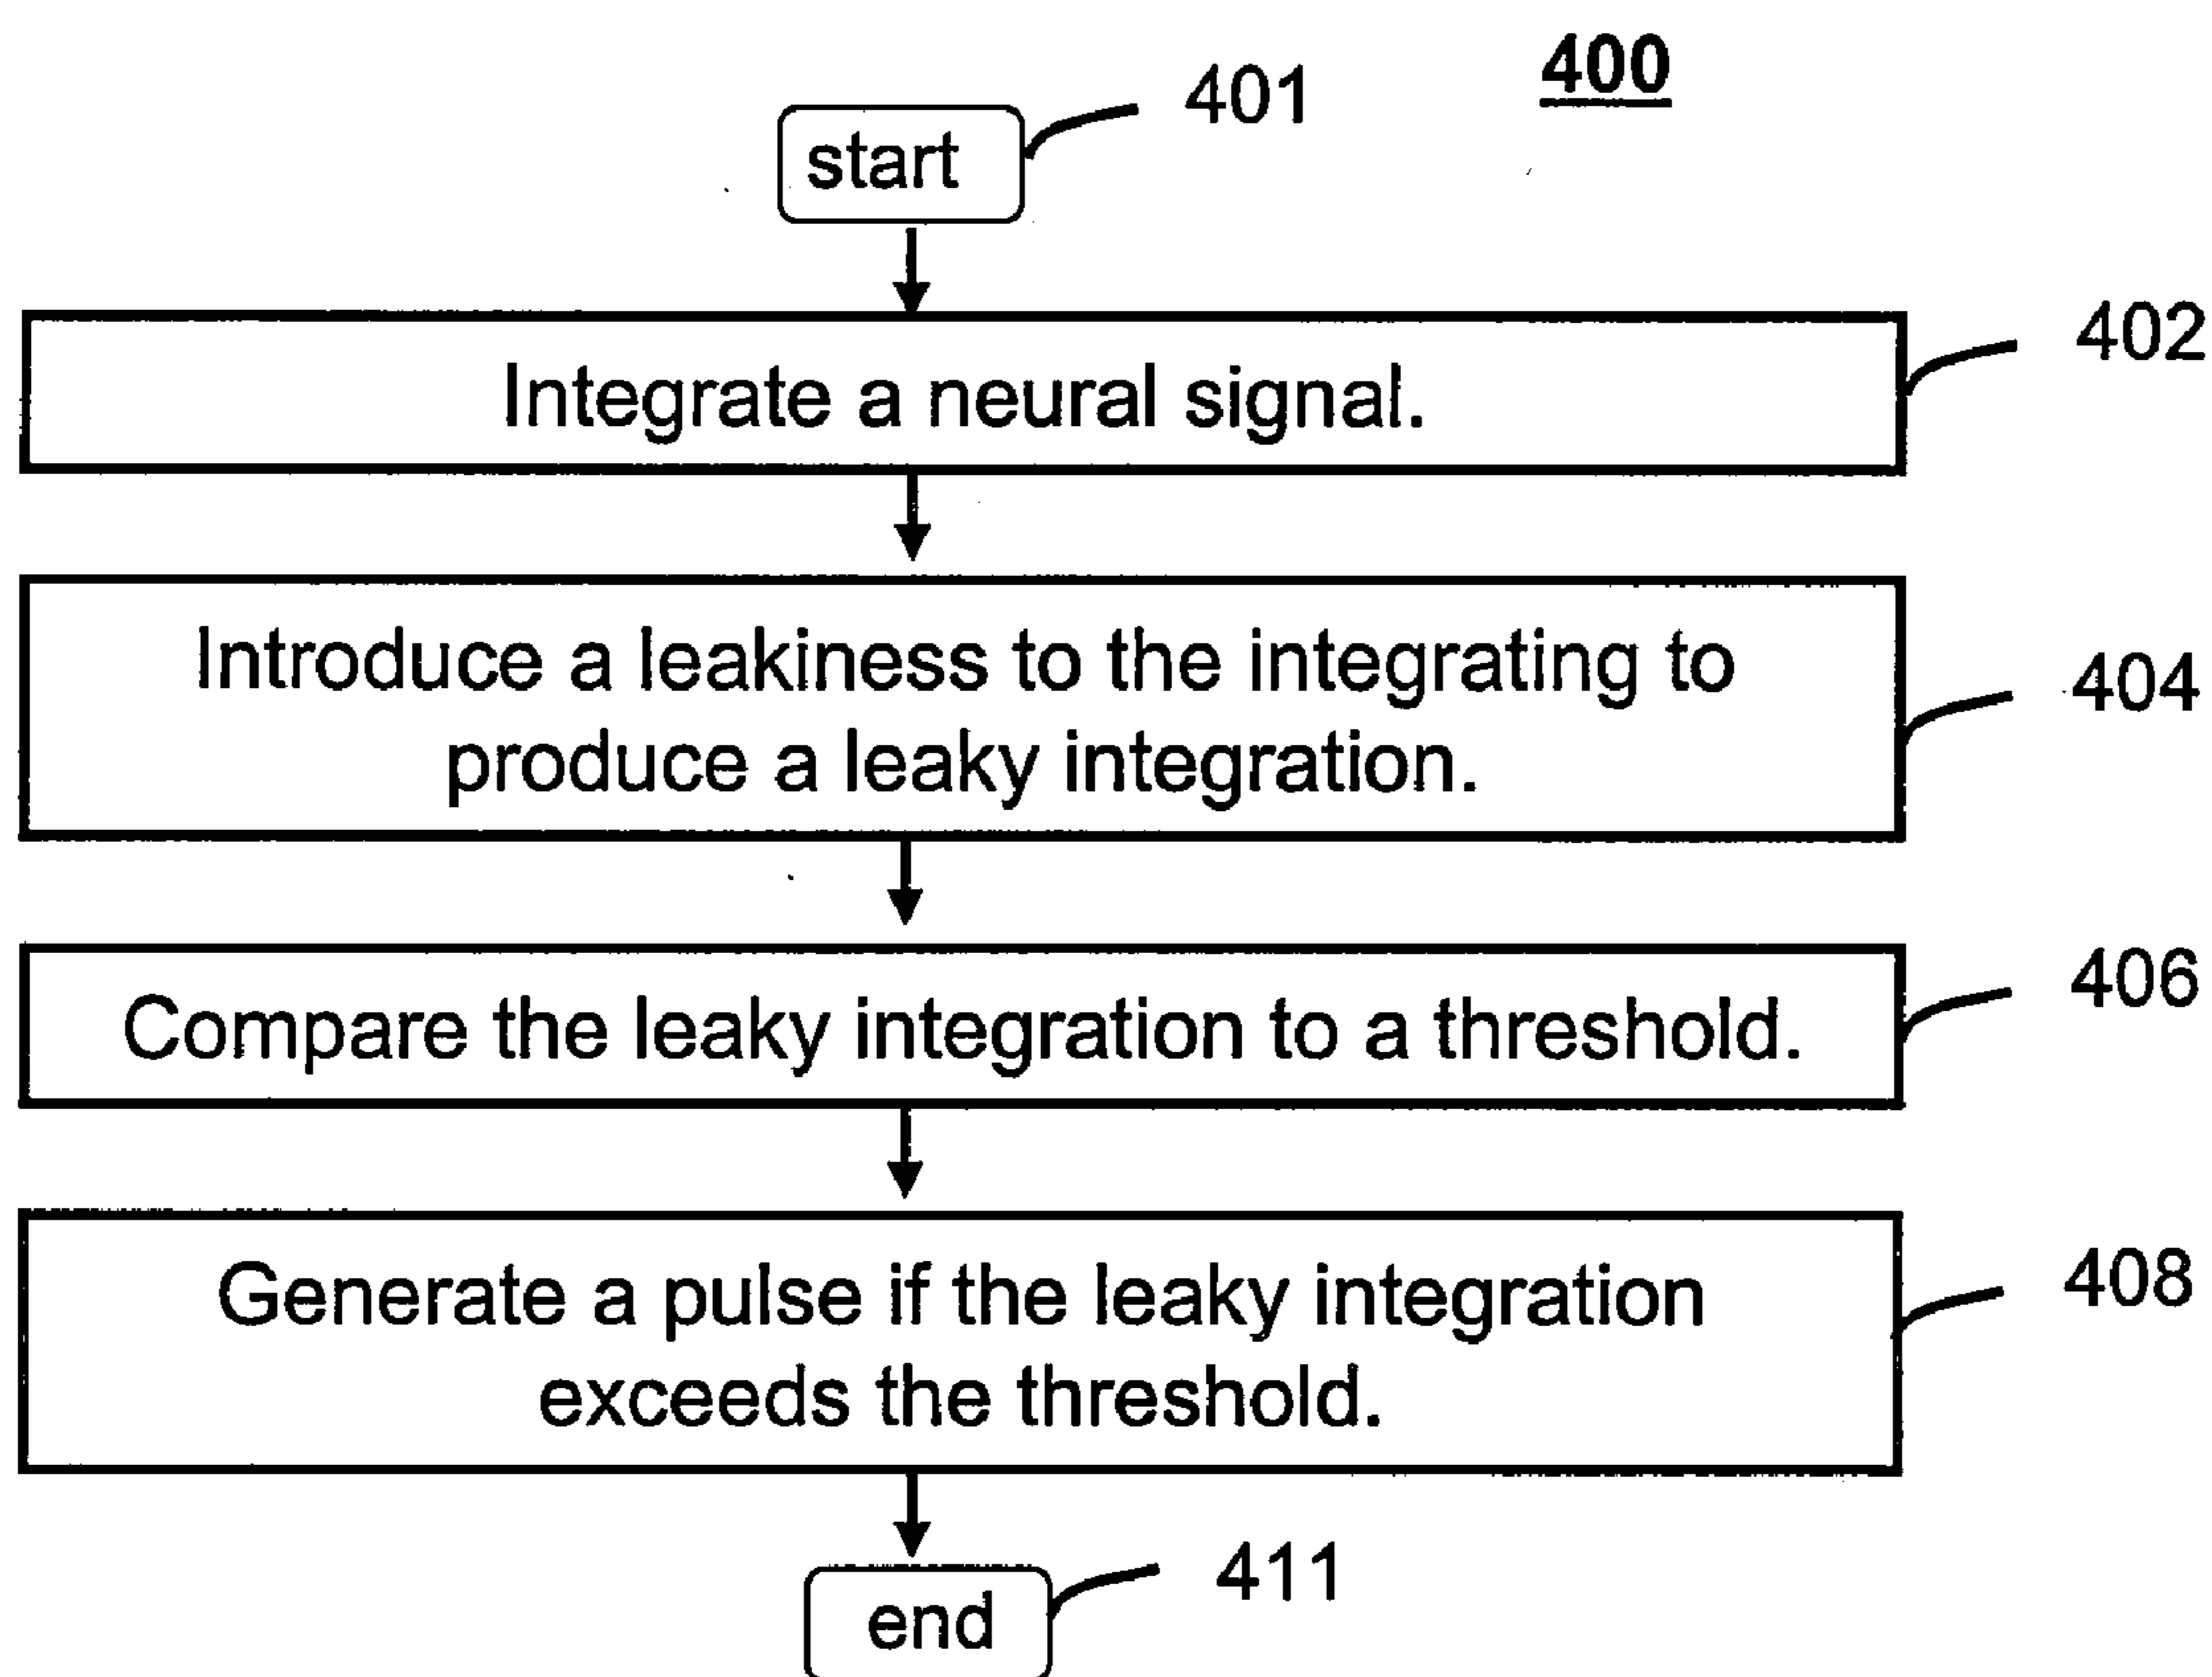 400
401
start
402
Integrate a neural signal.
Introduce a leakiness to the integrating to
404
produce a leaky integration.
406
Compare the leaky integration to a threshold.
408
Generate a pulse if the leaky integration
exceeds the threshold.
411
end